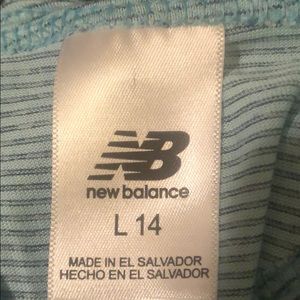 NB
new balance
L 14
MADE IN EL SALVADOR
HECHO EN EL SALVADOR